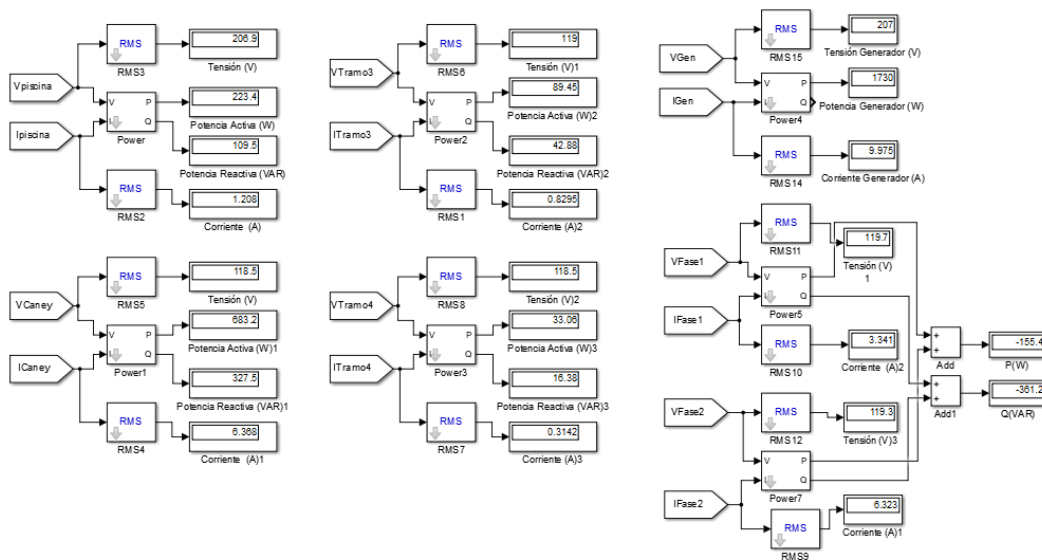 RMS
206.9
RMS3
Tensión (V)
Vpiscina
V
P
223.4
Potencia Activa (W)
Ipiscina
I
Q
Power
109.5
Potencia Reactiva (VAR)
RMS
RMS2
1.208
Corriente (A)
RMS
118.5
RMS5
Tensión (V)
VCaney
V
P
683.2
Potencia Activa (W)1
ICaney
I
Q
Power1
327.5
Potencia Reactiva (VAR)1
RMS
RMS4
6.368
Corriente (A)1
RMS
119
RMS6
Tensión (V)1
VTramo3
V
P
89.45
Potencia Activa (W)2
ITramo3
I
Q
Power2
42.88
Potencia Reactiva (VAR)2
RMS
RMS1
0.8295
Corriente (A)2
RMS
118.5
RMS8
Tensión (V)2
VTramo4
V
P
33.06
Potencia Activa (W)3
ITramo4
I
Q
Power3
16.38
Potencia Reactiva (VAR)3
RMS
RMS7
0.3142
Corriente (A)3
RMS
207
RMS15
Tensión Generador (V)
VGen
V
P
1730
Potencia Generador (W)
IGen
I
Q
Power4
RMS
RMS14
9.975
Corriente Generador (A)
RMS
RMS11
119.7
Tensión (V)
1
VFase1
V
P
IFase1
I
Q
Power5
RMS
RMS10
3.341
Corriente (A)2
+
+
Add
-155.4
P(W)
+
+
Add1
-361.2
Q(VAR)
VFase2
RMS
RMS12
119.3
Tensión (V)3
V
P
IFase2
I
Q
Power7
RMS
RMS9
6.323
Corriente (A)1